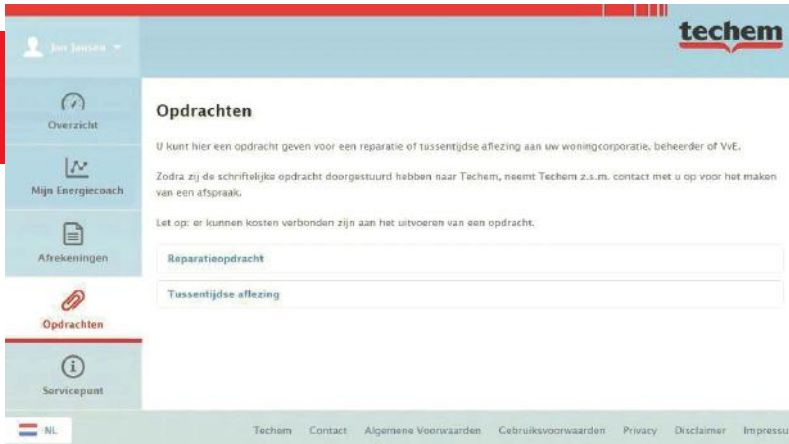 techem
Jan Jansen
Overzicht
Mijn Energiecoach
Afrekeningen
Opdrachten
Servicepunt
Opdrachten
U kunt hier een opdracht geven voor een reparatie of tussentijdse aflezing aan uw woningcorporatie, beheerder of VvE.
Zodra zij de schriftelijke opdracht doorgestuurd hebben naar Techem, neemt Techem z.s.m. contact met u op voor het maken
van een afspraak.
Let op: er kunnen kosten verbonden zijn aan het uitvoeren van een opdracht.
Reparatieopdracht
Tussentijdse aflezing
NL
Techem Contact Algemene Voorwaarden Gebruiksvoorwaarden Privacy Disclaimer Impressu